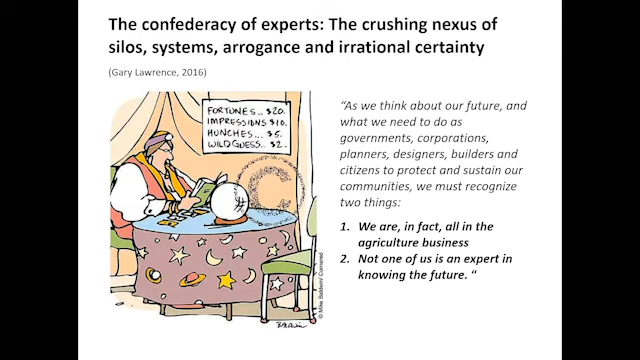 The confederacy of experts: The crushing nexus of
silos, systems, arrogance and irrational certainty
(Gary Lawrence, 2016)
FORTUNES.. $20.
IMPRESSIONS $10.
HUNCHES... $5.
WILD GUESS.. $2.
“As we think about our future, and
what we need to do as
governments, corporations,
planners, designers, builders and
citizens to protect and sustain our
communities, we must recognize
two things:
1. We are, in fact, all in the
agriculture business
2. Not one of us is an expert in
knowing the future. “
© Mike Baldwin/ Cornered